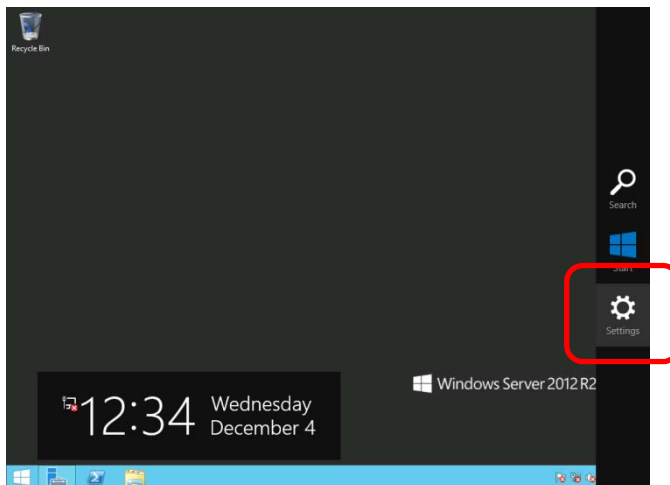 Recycle Bin
Search
Start
Settings
Windows Server 2012 R2
12:34
Wednesday
December 4